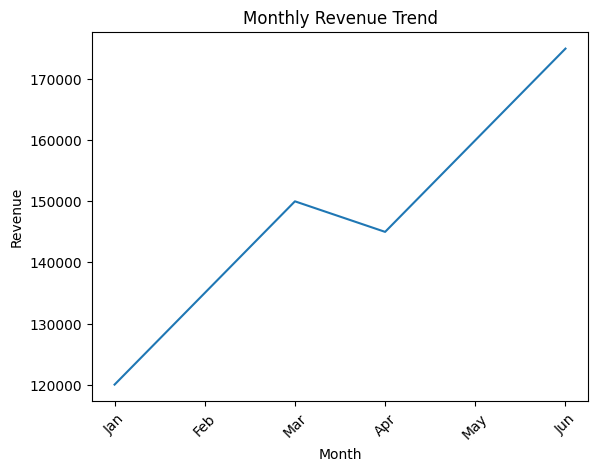 Monthly Revenue Trend
170000
160000
150000
140000
130000
120000
Revenue
Jan
Feb
Mar
Apr
May
Jun
Month